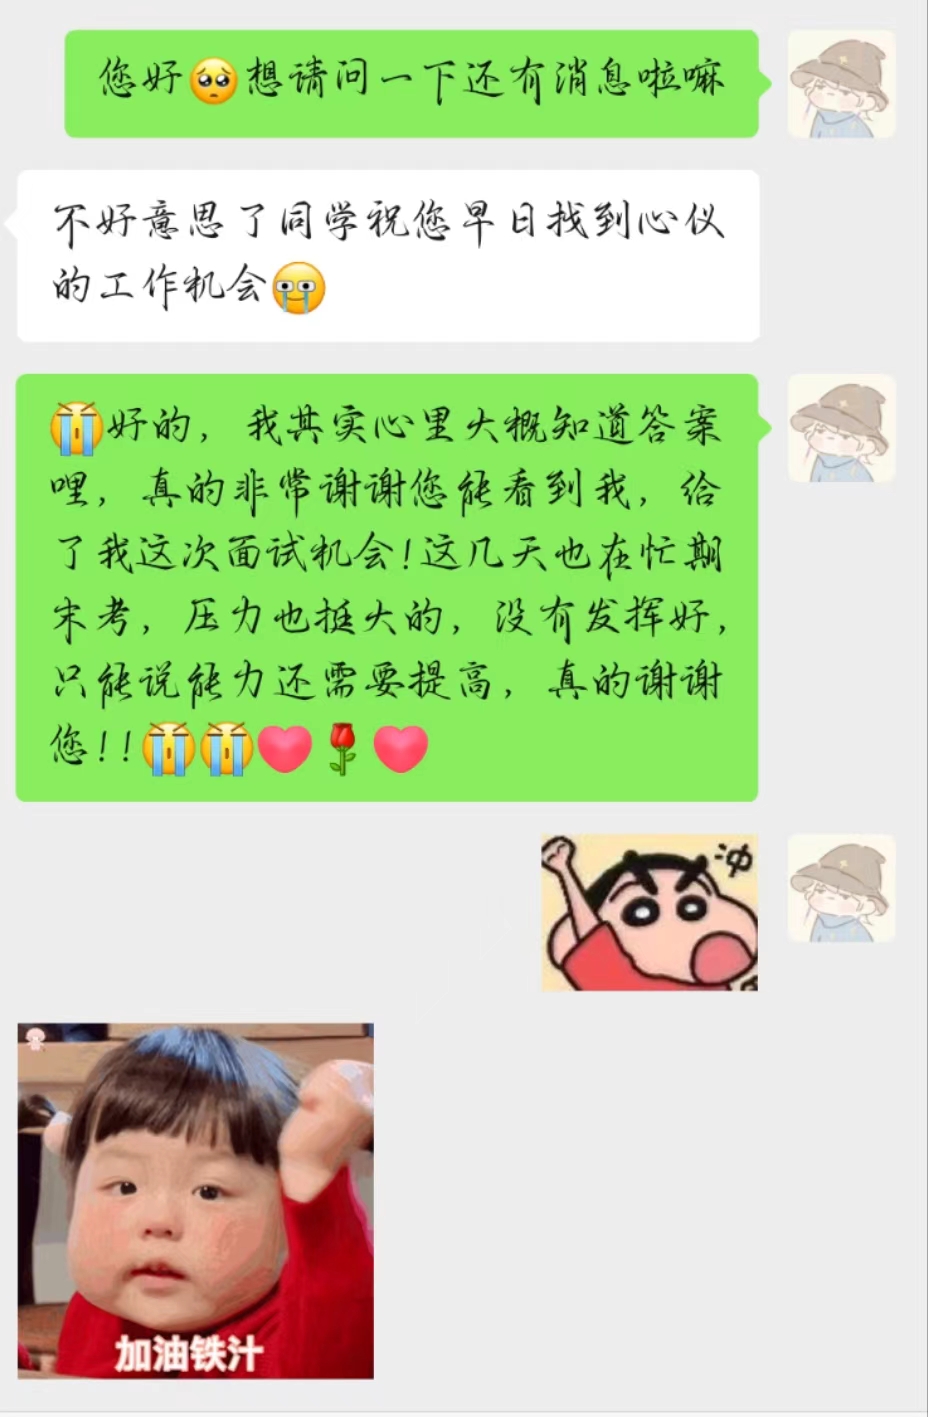 您好🥺想请问一下还有消息啦嘛
不好意思了同学祝您早日找到心仪
的工作机会🥹
😭好的，我其实心里大概知道答案
哩，真的非常谢谢您能看到我，给
了我这次面试机会！这几天也在忙期
末考，压力也挺大的，没有发挥好，
只能说能力还需要提高，真的谢谢
您！！😭😭❤️🌹❤️
冲
加油铁汁